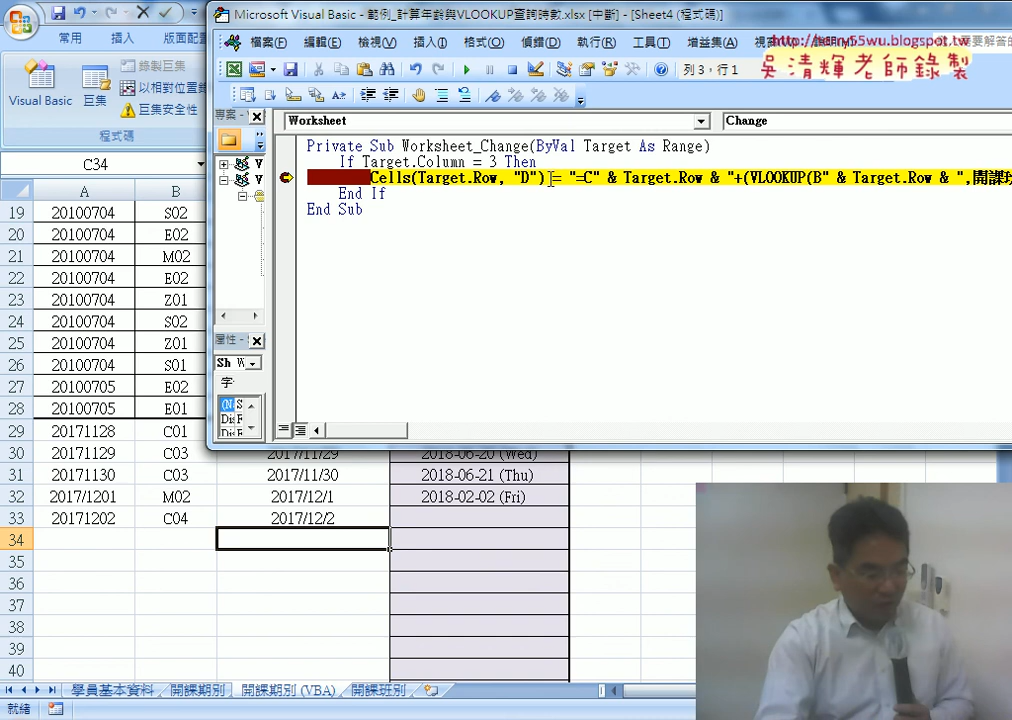 Microsoft Visual Basic - 範例_計算年齡與VLOOKUP查詢時數.xlsx [中斷] - [Sheet4 (程式碼)]
常用 插入 版面配置
檔案(F) 編輯(E) 檢視(V) 插入(I) 格式(O) 偵錯(D) 執行(R) 工具(T) 增益集(A)
http://terry55wu.blogspot.tw
吳清輝老師錄製
列 3，行 1
Visual Basic 巨集
錄製巨集
以相對位置錄
巨集安全性
程式碼
專案 -
Worksheet Change
C34
Private Sub Worksheet_Change(ByVal Target As Range)
If Target.Column = 3 Then
Cells(Target.Row, "D") = "=C" & Target.Row & "+(VLOOKUP(B" & Target.Row & ",開課班
End If
End Sub
屬性 -
Sh W
字
A B
19 20100704 S02
20 20100704 E02
21 20100704 M02
22 20100704 E02
23 20100704 Z01
24 20100704 S02
25 20100704 Z01
26 20100704 S01
27 20100705 E02
28 20100705 E01
29 20171128 C01
30 20171129 C03 2017/11/29 2018-06-20 (Wed)
31 20171130 C03 2017/11/30 2018-06-21 (Thu)
32 2017/1201 M02 2017/12/1 2018-02-02 (Fri)
33 20171202 C04 2017/12/2
34
35
36
37
38
39
40
學員基本資料 開課期別 開課期別 (VBA) 開課班別
就緒